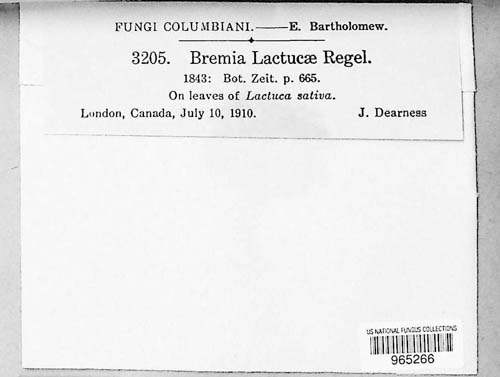 FUNGI COLUMBIANI.——E. Bartholomew.
3205. Bremia Lactucæ Regel.
1843: Bot. Zeit. p. 665.
On leaves of Lactuca sativa.
London, Canada, July 10, 1910. J. Dearness
US NATIONAL FUNGUS COLLECTIONS
965266